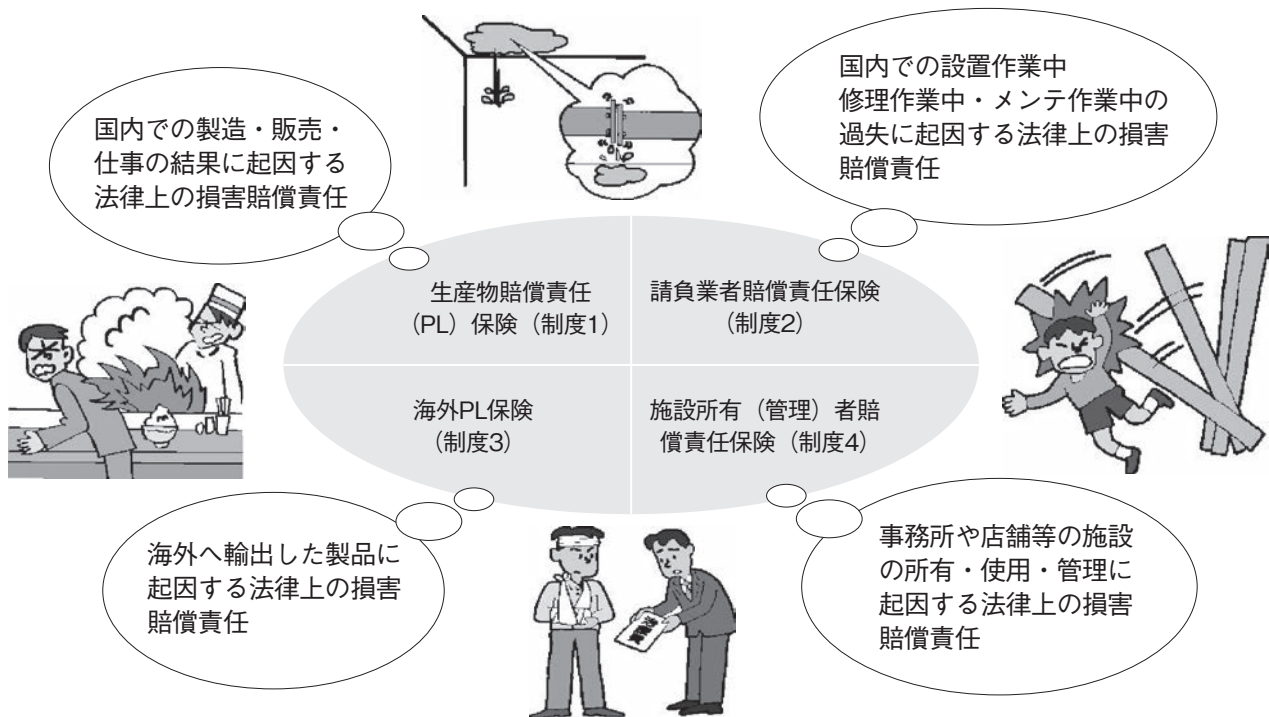 国内での製造・販売・
仕事の結果に起因する
法律上の損害賠償責任
国内での設置作業中
修理作業中・メンテ作業中の
過失に起因する法律上の損害
賠償責任
生産物賠償責任
(PL)保険(制度1)
請負業者賠償責任保険
(制度2)
海外PL保険
(制度3)
施設所有(管理)者賠
償責任保険(制度4)
海外へ輸出した製品に
起因する法律上の損害
賠償責任
事務所や店舗等の施設
の所有・使用・管理に
起因する法律上の損害
賠償責任